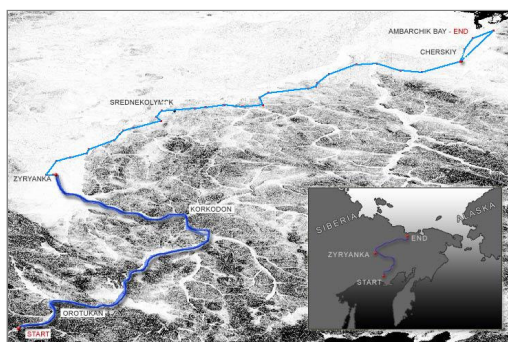 AMBARCHIK BAY - END
CHERSKIY
SREDNEKOLYMSK
ZYRYANKA
KORKODON
OROTUKAN
START
SIBERIA
ALASKA
END
ZYRYANKA
START